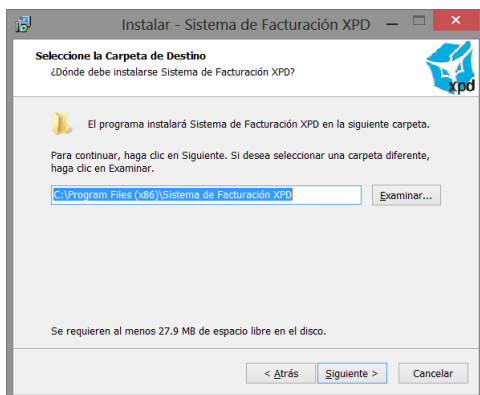 Instalar - Sistema de Facturación XPD
Seleccione la Carpeta de Destino
¿Dónde debe instalarse Sistema de Facturación XPD?
xpd
El programa instalará Sistema de Facturación XPD en la siguiente carpeta.
Para continuar, haga clic en Siguiente. Si desea seleccionar una carpeta diferente,
haga clic en Examinar.
C:\Program Files (x86)\Sistema de Facturación XPD
Examinar...
Se requieren al menos 27.9 MB de espacio libre en el disco.
< Atrás
Siguiente >
Cancelar